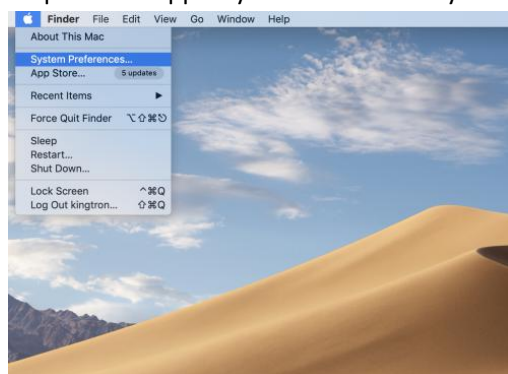 Finder File Edit View Go Window Help
About This Mac
System Preferences...
App Store... 5 updates
Recent Items
Force Quit Finder ⌥⇧⌘⎋
Sleep
Restart...
Shut Down...
Lock Screen ^⌘Q
Log Out kingtron... ⇧⌘Q